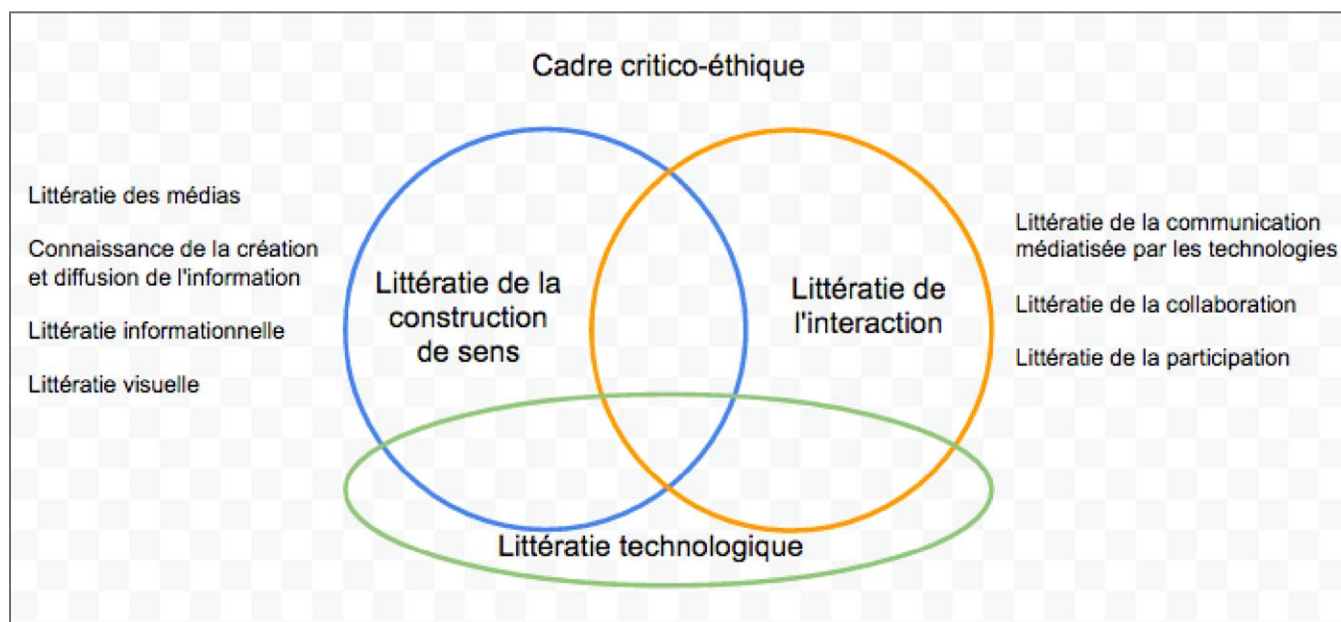 Cadre critico-éthique
Littératie des médias
Connaissance de la création
et diffusion de l'information
Littératie informationnelle
Littératie visuelle
Littératie de la
construction
de sens
Littératie de
l'interaction
Littératie de la communication
médiatisée par les technologies
Littératie de la collaboration
Littératie de la participation
Littératie technologique